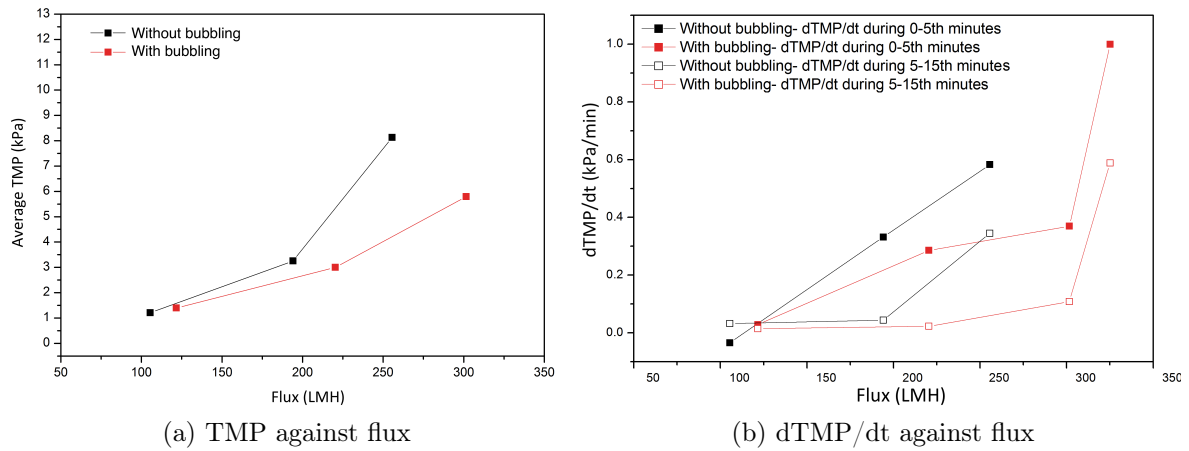 13
12
11
10
9
8
7
6
5
4
3
2
1
0
Average TMP (kPa)
Without bubbling
With bubbling
50 100 150 200 250 300 350
Flux (LMH)
(a) TMP against flux
1.0
0.8
0.6
0.4
0.2
0.0
dTMP/dt (kPa/min)
Without bubbling- dTMP/dt during 0-5th minutes
With bubbling- dTMP/dt during 0-5th minutes
Without bubbling- dTMP/dt during 5-15th minutes
With bubbling- dTMP/dt during 5-15th minutes
50 100 150 200 250 300 350
Flux (LMH)
(b) dTMP/dt against flux